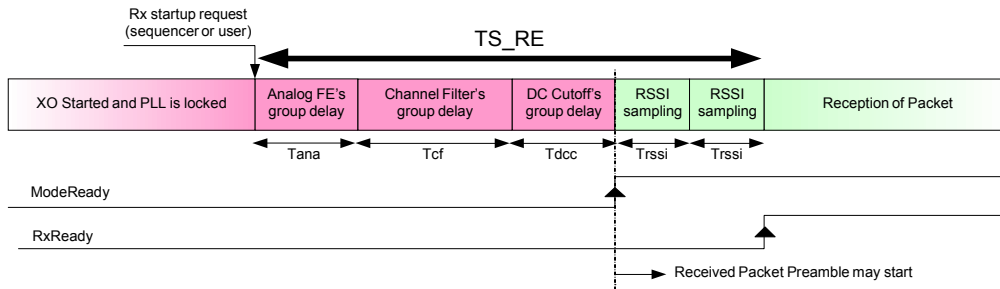 Rx startup request
(sequencer or user)
TS_RE
XO Started and PLL is locked
Analog FE's
group delay
Channel Filter's
group delay
DC Cutoff's
group delay
RSSI
sampling
RSSI
sampling
Reception of Packet
Tana
Tcf
Tdcc
Trssi
Trssi
ModeReady
RxReady
Received Packet Preamble may start